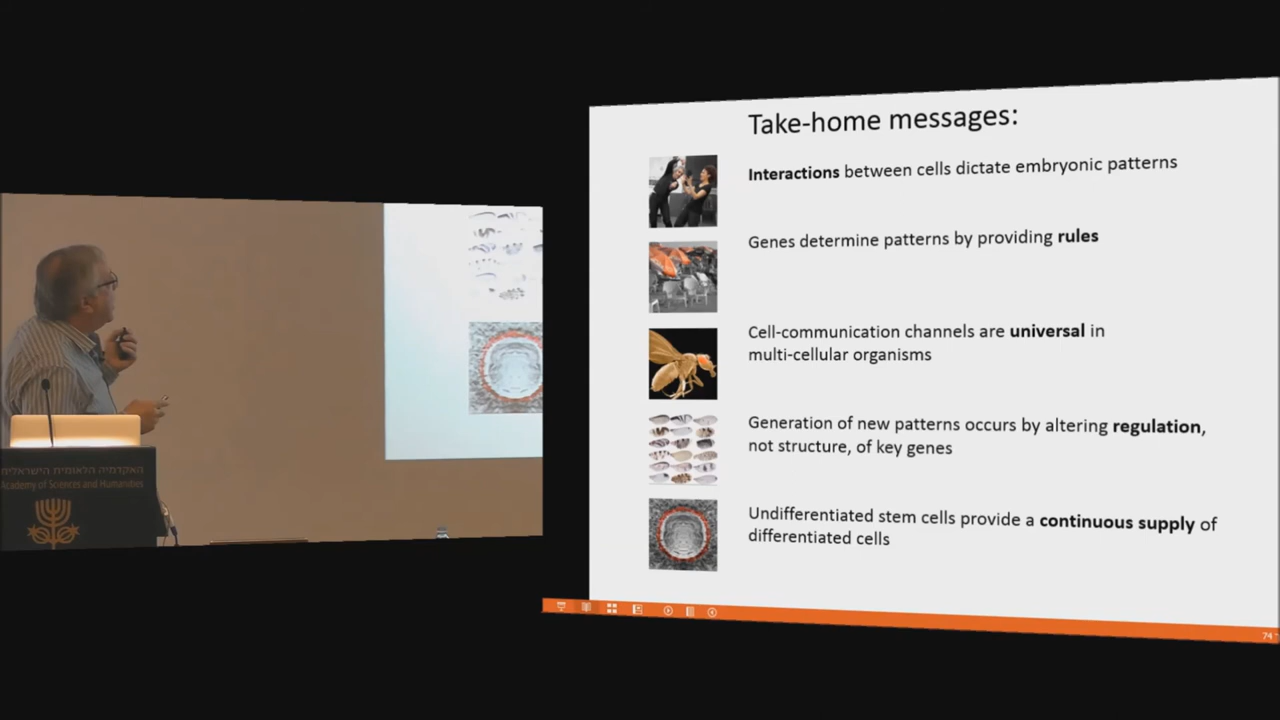 Take-home messages:
Interactions between cells dictate embryonic patterns
Genes determine patterns by providing rules
Cell-communication channels are universal in
multi-cellular organisms
Generation of new patterns occurs by altering regulation,
not structure, of key genes
Undifferentiated stem cells provide a continuous supply of
differentiated cells
74
האקדמיה הלאומית הישראלית
Academy of Sciences and Humanities